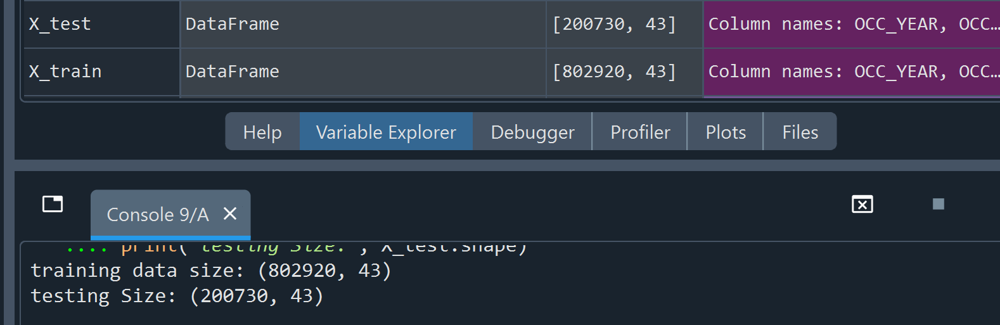 X_test DataFrame [200730, 43] Column names: OCC_YEAR, OCC…
X_train DataFrame [802920, 43] Column names: OCC_YEAR, OCC…
Help Variable Explorer Debugger Profiler Plots Files
Console 9/A
....: print("testing Size:", X_test.shape)
training data size: (802920, 43)
testing Size: (200730, 43)